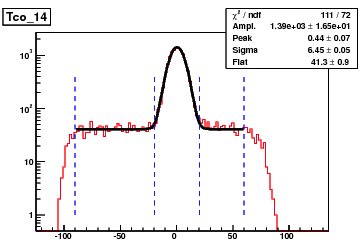 Tco_14
χ² / ndf 111 / 72
Ampl. 1.39e+03 ± 1.65e+01
Peak 0.44 ± 0.07
Sigma 6.45 ± 0.05
Flat 41.3 ± 0.9
10³
10²
10
1
-100 -50 0 50 100